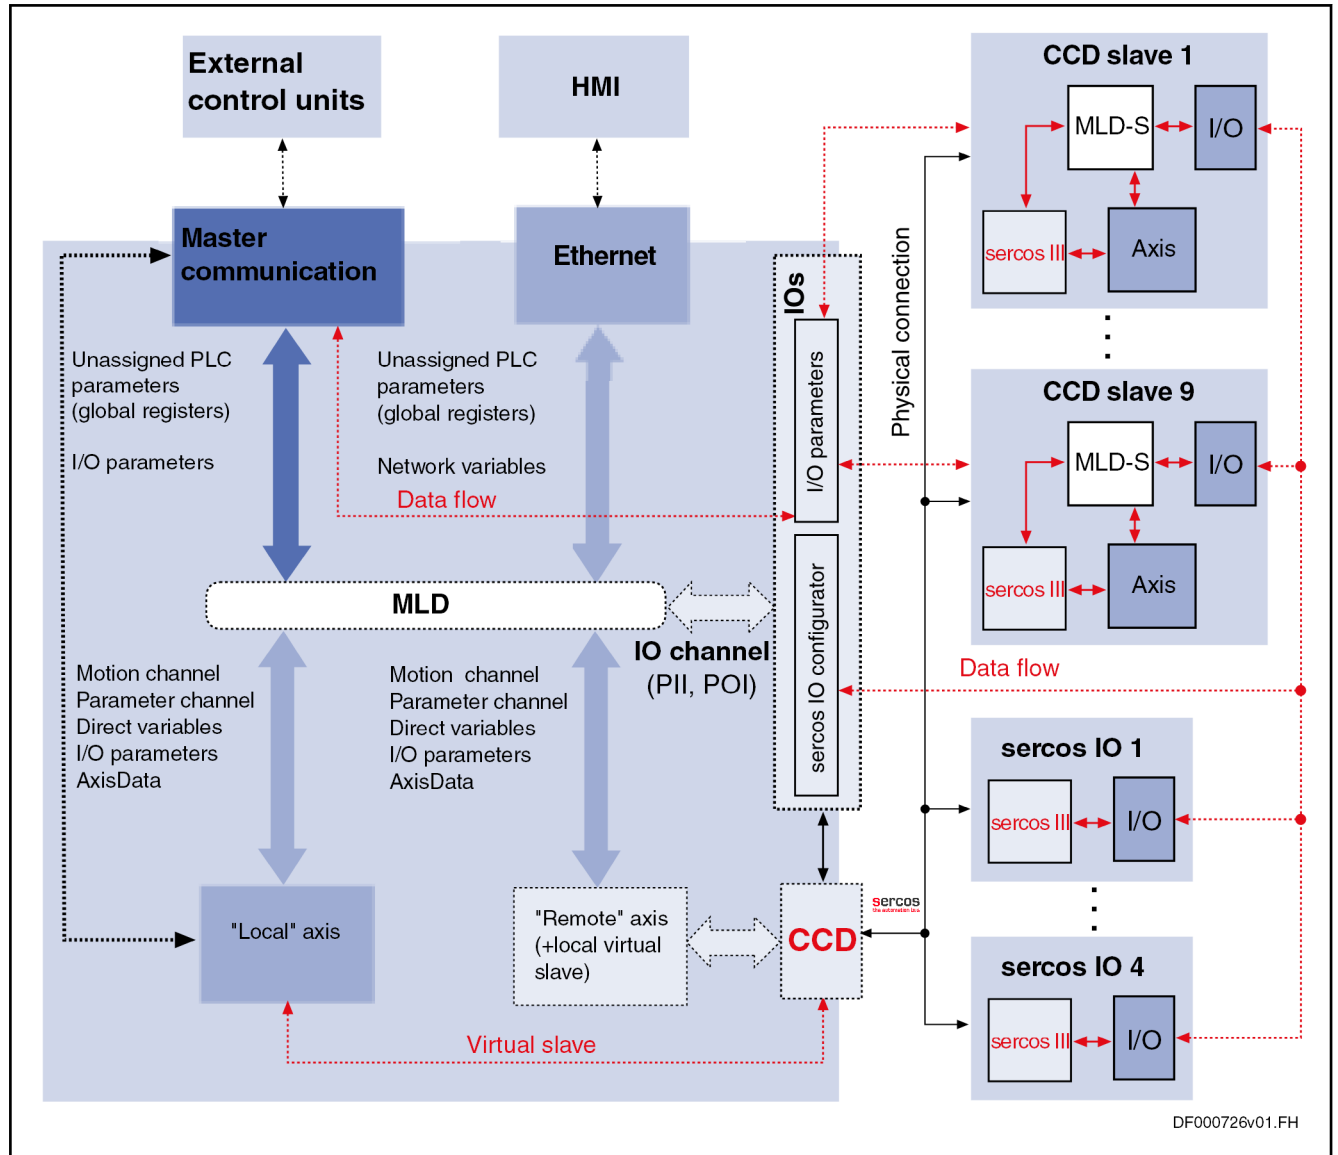 External
control units
HMI
Master
communication
Ethernet
Unassigned PLC
parameters
(global registers)
I/O parameters
Unassigned PLC
parameters
(global registers)
Network variables
Data flow
MLD
IO channel
(PII, POI)
Motion channel
Parameter channel
Direct variables
I/O parameters
AxisData
Motion channel
Parameter channel
Direct variables
I/O parameters
AxisData
"Local" axis
"Remote" axis
(+local virtual
slave)
CCD
Virtual slave
IOs
I/O parameters
sercos IO configurator
Physical connection
sercos
the automation bus
CCD slave 1
MLD-S
I/O
sercos III
Axis
CCD slave 9
MLD-S
I/O
sercos III
Axis
Data flow
sercos IO 1
sercos III
I/O
sercos IO 4
sercos III
I/O
DF000726v01.FH